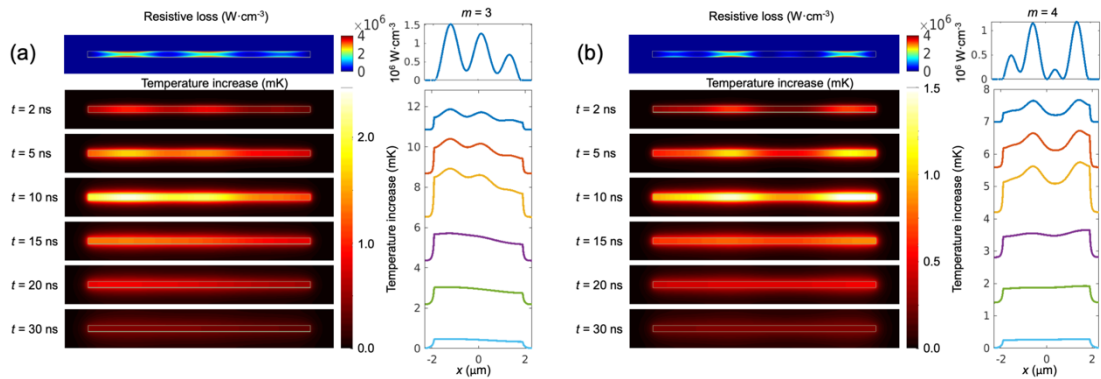 Resistive loss (W·cm⁻³)
×10⁶
m = 3
(a)
4
2
0
10⁶ W·cm⁻³
1.5
1.0
0.5
0
Temperature increase (mK)
t = 2 ns
t = 5 ns
t = 10 ns
t = 15 ns
t = 20 ns
t = 30 ns
2.0
1.0
0.0
Temperature increase (mK)
12
10
8
6
4
2
0
-2 0 2
x (μm)
Resistive loss (W·cm⁻³)
×10⁶
m = 4
(b)
4
2
0
10⁶ W·cm⁻³
1
0.5
0
Temperature increase (mK)
t = 2 ns
t = 5 ns
t = 10 ns
t = 15 ns
t = 20 ns
t = 30 ns
1.5
1.0
0.5
0.0
Temperature increase (mK)
8
7
6
5
4
3
2
1
0
-2 0 2
x (μm)